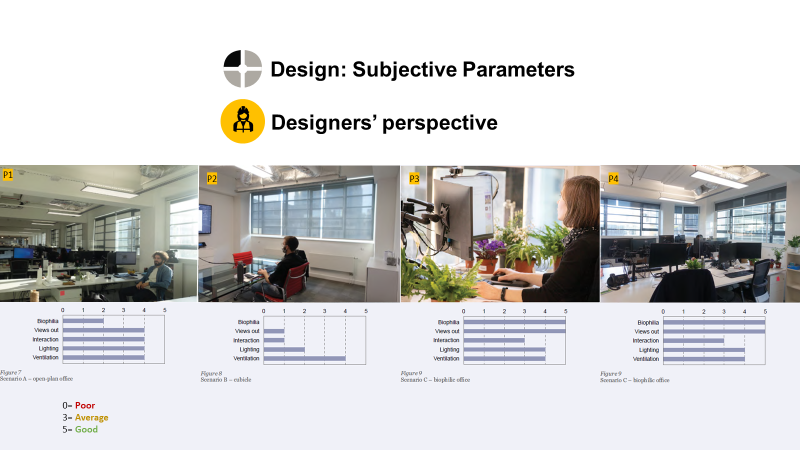 Design: Subjective Parameters
Designers’ perspective
P1
P2
P3
P4
0 1 2 3 4 5
Biophilia
Views out
Interaction
Lighting
Ventilation
Figure 7
Scenario A – open-plan office
0 1 2 3 4 5
Biophilia
Views out
Interaction
Lighting
Ventilation
Figure 8
Scenario B – cubicle
0 1 2 3 4 5
Biophilia
Views out
Interaction
Lighting
Ventilation
Figure 9
Scenario C – biophilic office
0 1 2 3 4 5
Biophilia
Views out
Interaction
Lighting
Ventilation
Figure 9
Scenario C – biophilic office
0– Poor
3– Average
5– Good